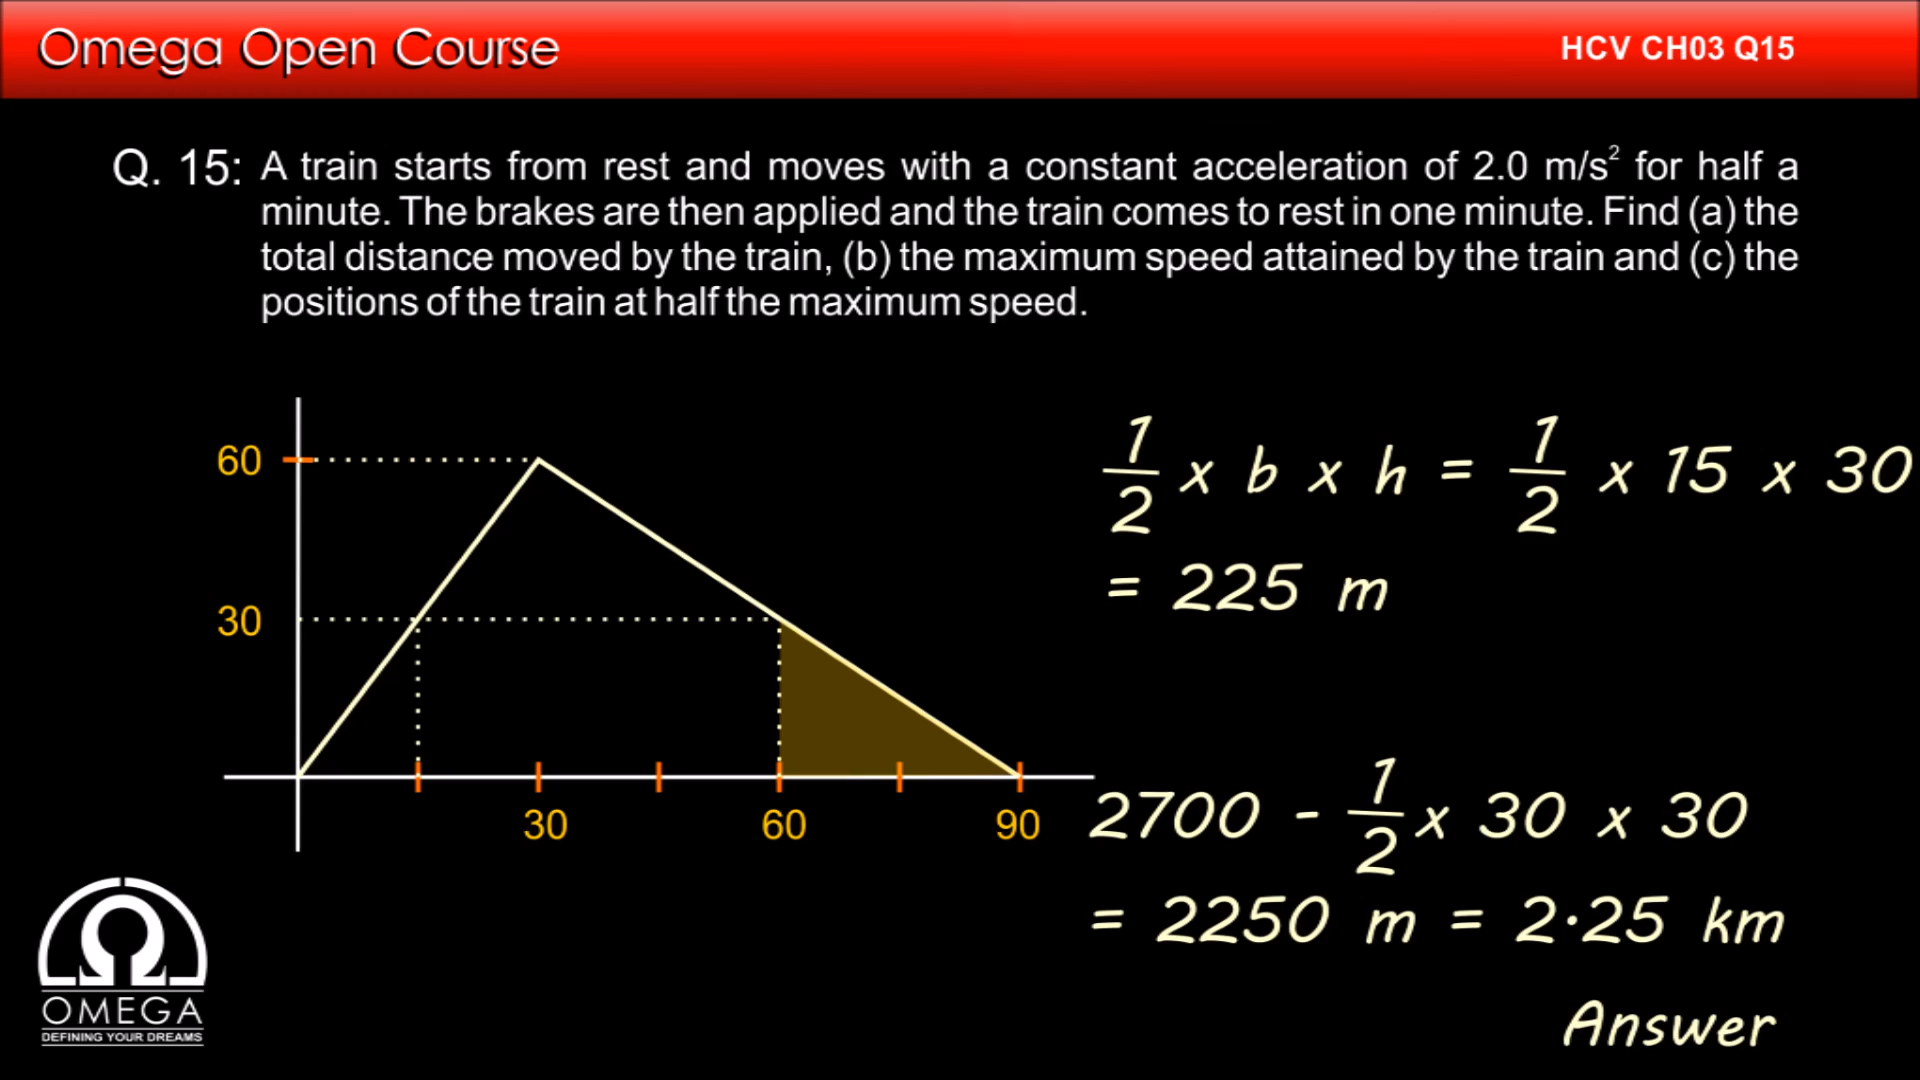 Omega Open Course
HCV CH03 Q15
Q. 15: A train starts from rest and moves with a constant acceleration of 2.0 m/s² for half a
minute. The brakes are then applied and the train comes to rest in one minute. Find (a) the
total distance moved by the train, (b) the maximum speed attained by the train and (c) the
positions of the train at half the maximum speed.
60
30
30 60 90
1/2 x b x h = 1/2 x 15 x 30
= 225 m
2700 - 1/2 x 30 x 30
= 2250 m = 2·25 km
Answer
Ω
OMEGA
DEFINING YOUR DREAMS